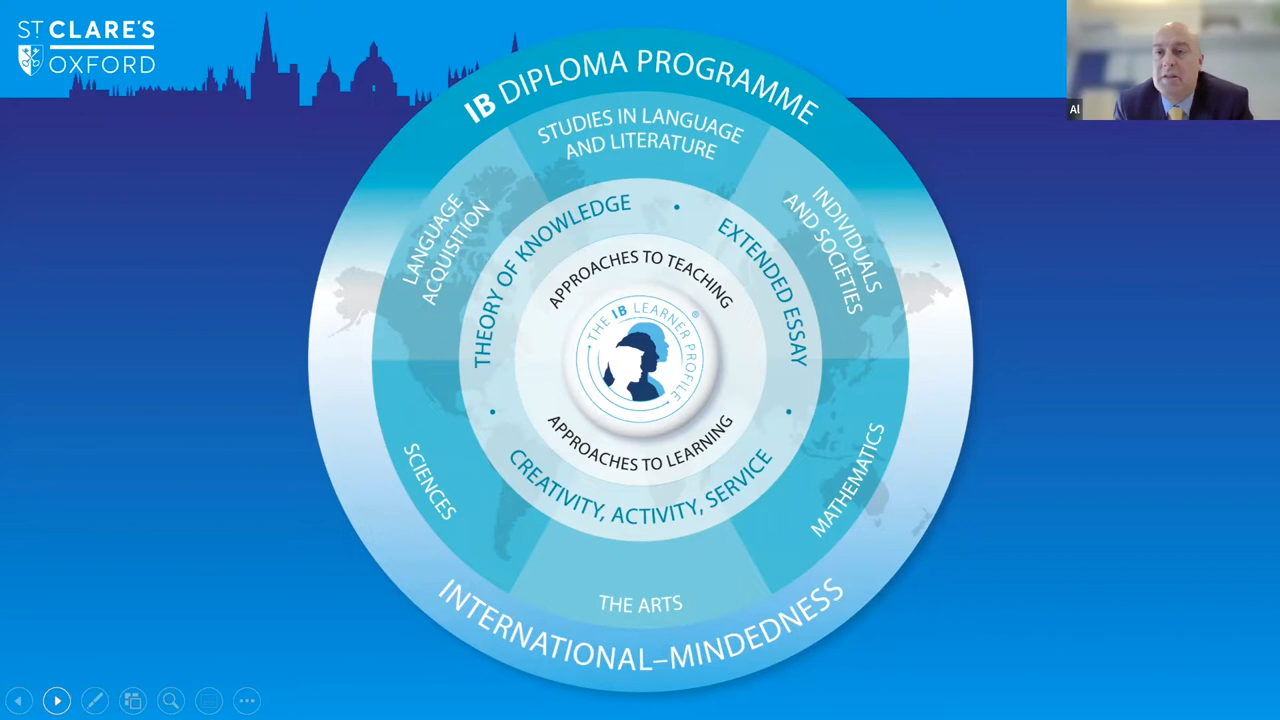 ST CLARE'S
OXFORD
Al
IB DIPLOMA PROGRAMME
STUDIES IN LANGUAGE
AND LITERATURE
LANGUAGE
ACQUISITION
INDIVIDUALS
AND SOCIETIES
THEORY OF KNOWLEDGE
EXTENDED ESSAY
APPROACHES TO TEACHING
THE IB LEARNER PROFILE®
APPROACHES TO LEARNING
CREATIVITY, ACTIVITY, SERVICE
SCIENCES
MATHEMATICS
THE ARTS
INTERNATIONAL–MINDEDNESS